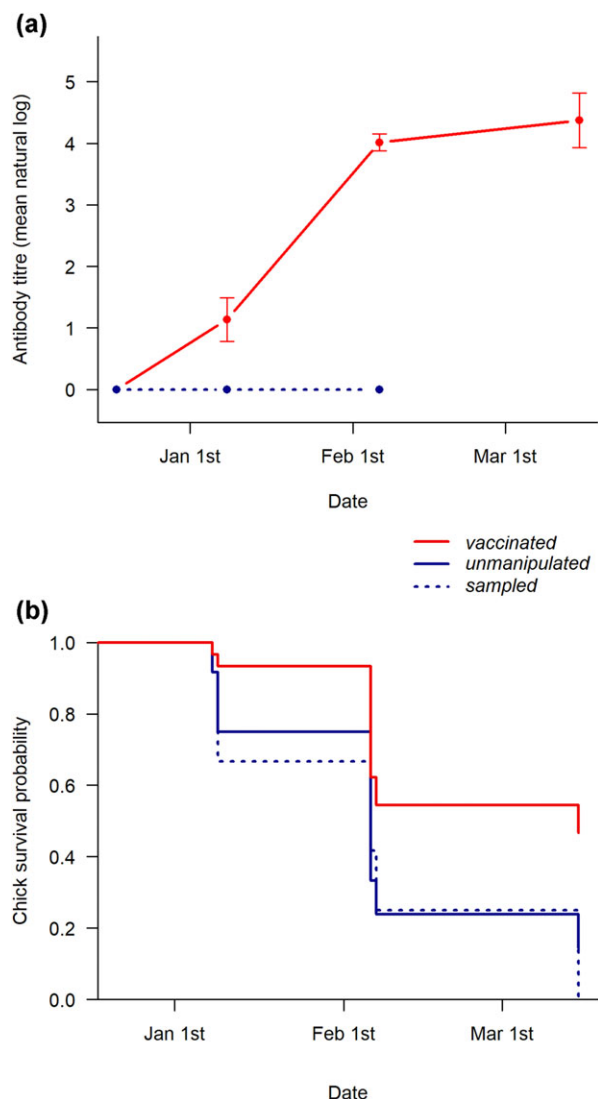 (a)
Antibody titre (mean natural log)
5
4
3
2
1
0
Jan 1st Feb 1st Mar 1st
Date
vaccinated
unmanipulated
sampled
(b)
Chick survival probability
1.0
0.8
0.6
0.4
0.2
0.0
Jan 1st Feb 1st Mar 1st
Date